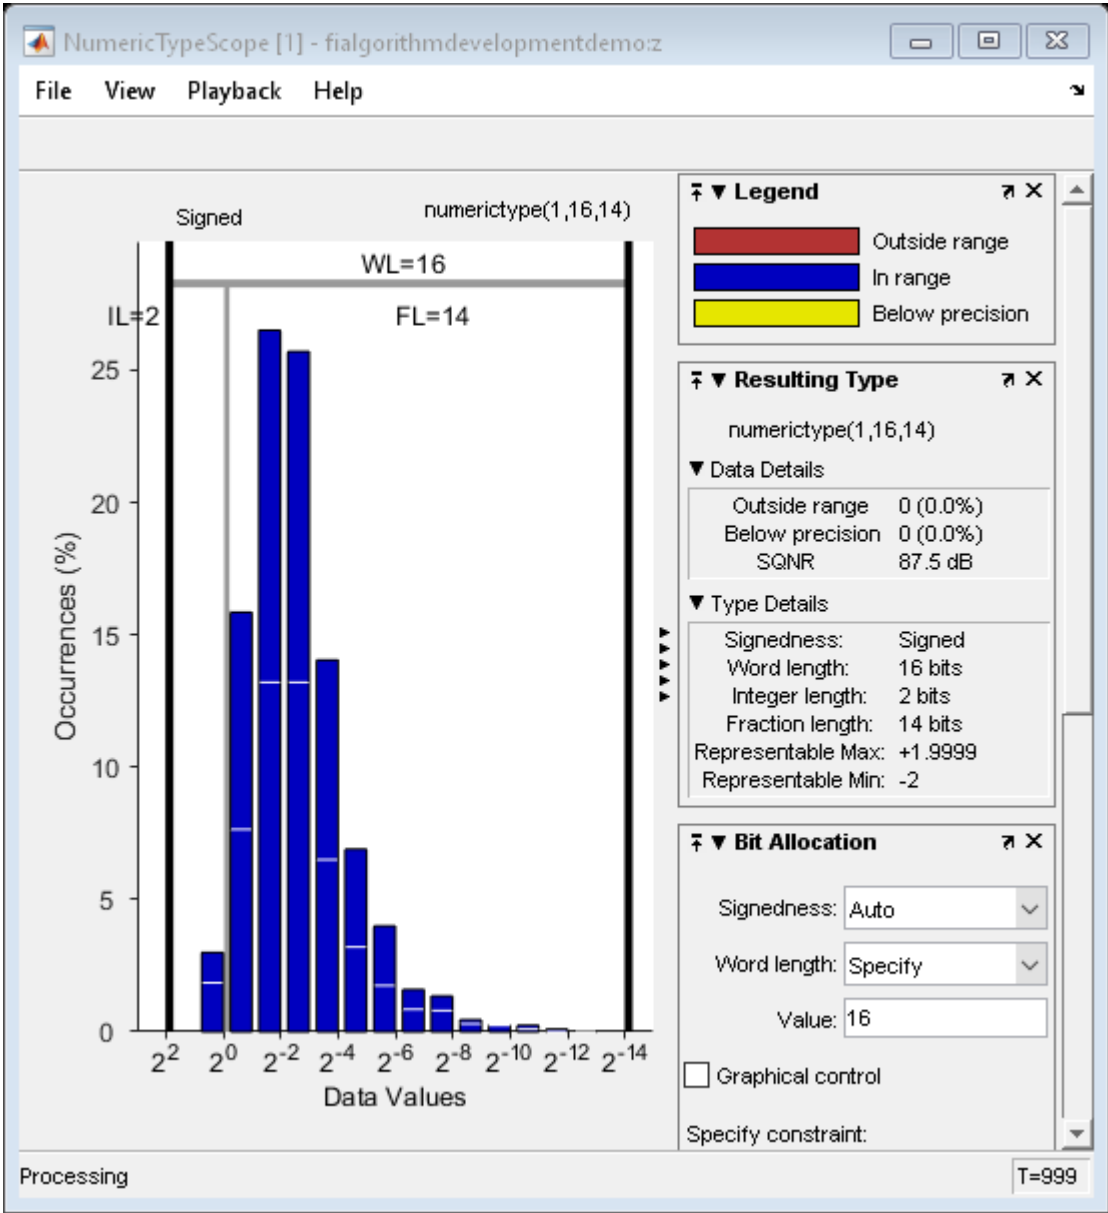 NumericTypeScope [1] - fialgorithmdevelopmentdemo:z
File View Playback Help
Signed numerictype(1,16,14)
WL=16
IL=2 FL=14
25
20
15
10
5
0
Occurrences (%)
2^2 2^0 2^-2 2^-4 2^-6 2^-8 2^-10 2^-12 2^-14
Data Values
Legend
Outside range
In range
Below precision
Resulting Type
numerictype(1,16,14)
Data Details
Outside range 0 (0.0%)
Below precision 0 (0.0%)
SQNR 87.5 dB
Type Details
Signedness: Signed
Word length: 16 bits
Integer length: 2 bits
Fraction length: 14 bits
Representable Max: +1.9999
Representable Min: -2
Bit Allocation
Signedness: Auto
Word length: Specify
Value: 16
Graphical control
Specify constraint:
Processing T=999